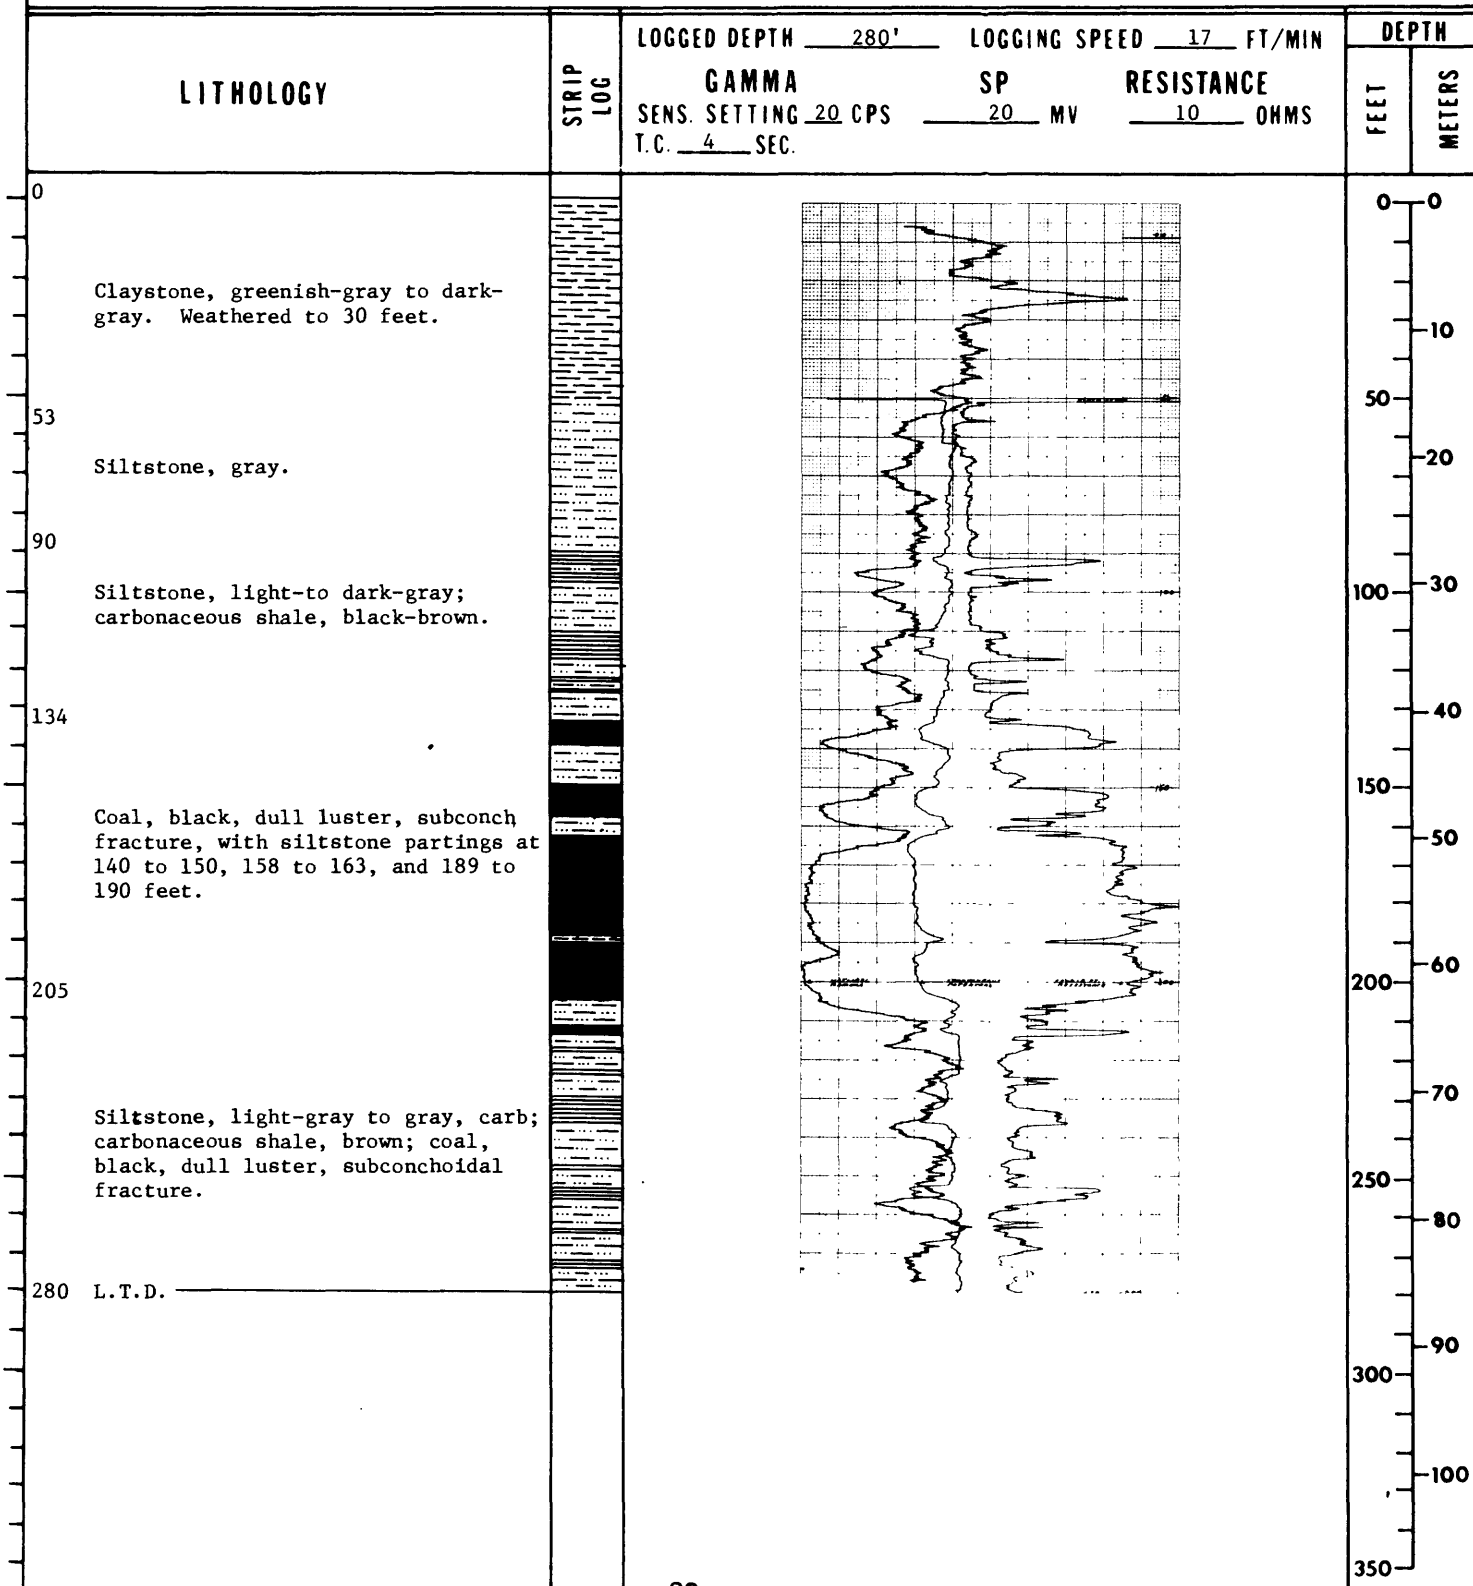 LITHOLOGY
STRIP LOG
LOGGED DEPTH 280' LOGGING SPEED 17 FT/MIN
GAMMA SP RESISTANCE
SENS. SETTING 20 CPS 20 MV 10 OHMS
T.C. 4 SEC.
DEPTH
FEET
METERS
0
Claystone, greenish-gray to dark-
gray. Weathered to 30 feet.
53
Siltstone, gray.
90
Siltstone, light-to dark-gray;
carbonaceous shale, black-brown.
134
Coal, black, dull luster, subconch
fracture, with siltstone partings at
140 to 150, 158 to 163, and 189 to
190 feet.
205
Siltstone, light-gray to gray, carb;
carbonaceous shale, brown; coal,
black, dull luster, subconchoidal
fracture.
280 L.T.D.
0
50
100
150
200
250
300
350
0
10
20
30
40
50
60
70
80
90
100